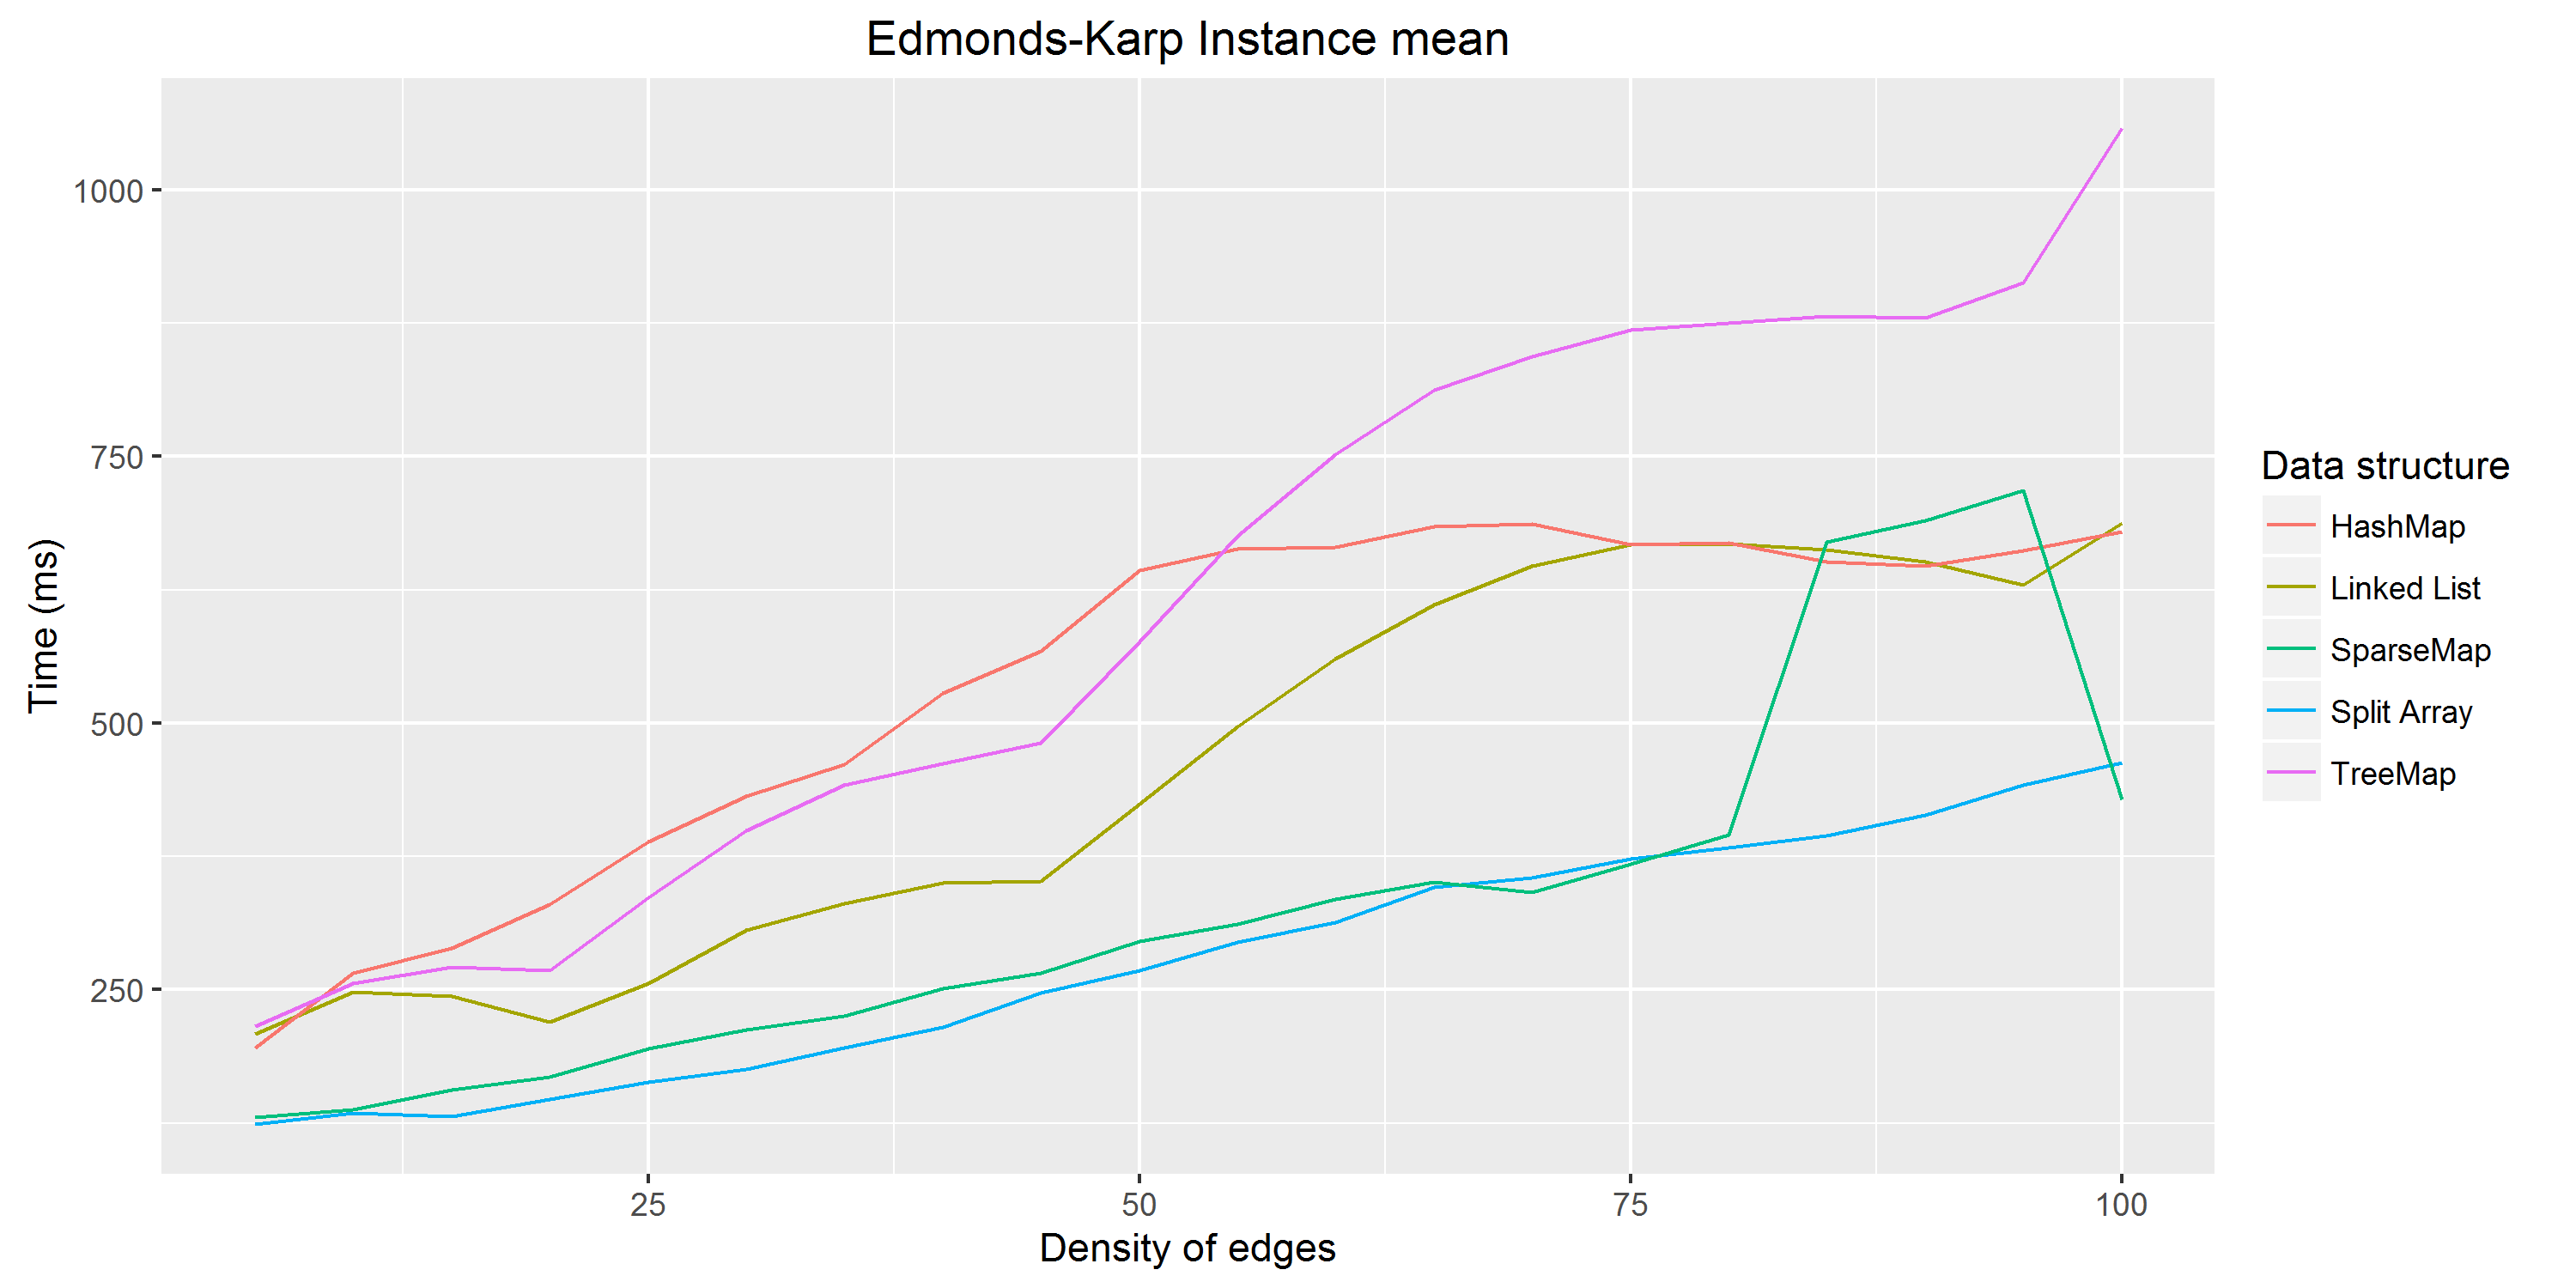 Edmonds-Karp Instance mean
1000
750
500
250
Time (ms)
25
50
75
100
Density of edges
Data structure
HashMap
Linked List
SparseMap
Split Array
TreeMap